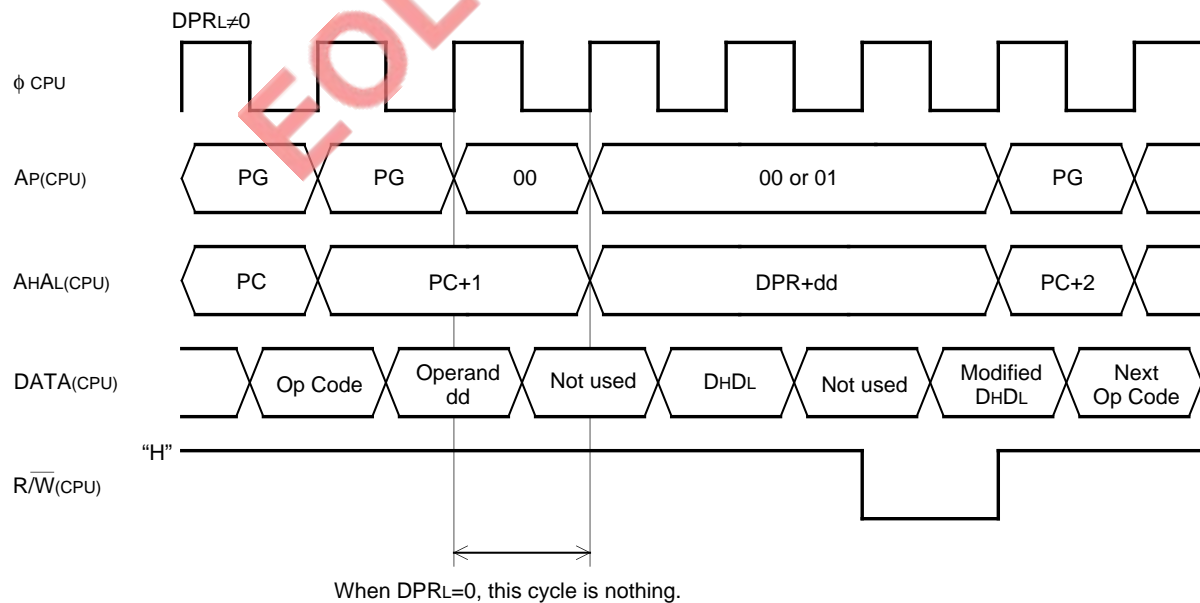 DPRL≠0
ϕ CPU
AP(CPU) PG PG 00 00 or 01 PG
AHAL(CPU) PC PC+1 DPR+dd PC+2
DATA(CPU) Op Code Operand dd Not used DHDL Not used Modified DHDL Next Op Code
“H”
R/W̅(CPU)
When DPRL=0, this cycle is nothing.
EOL